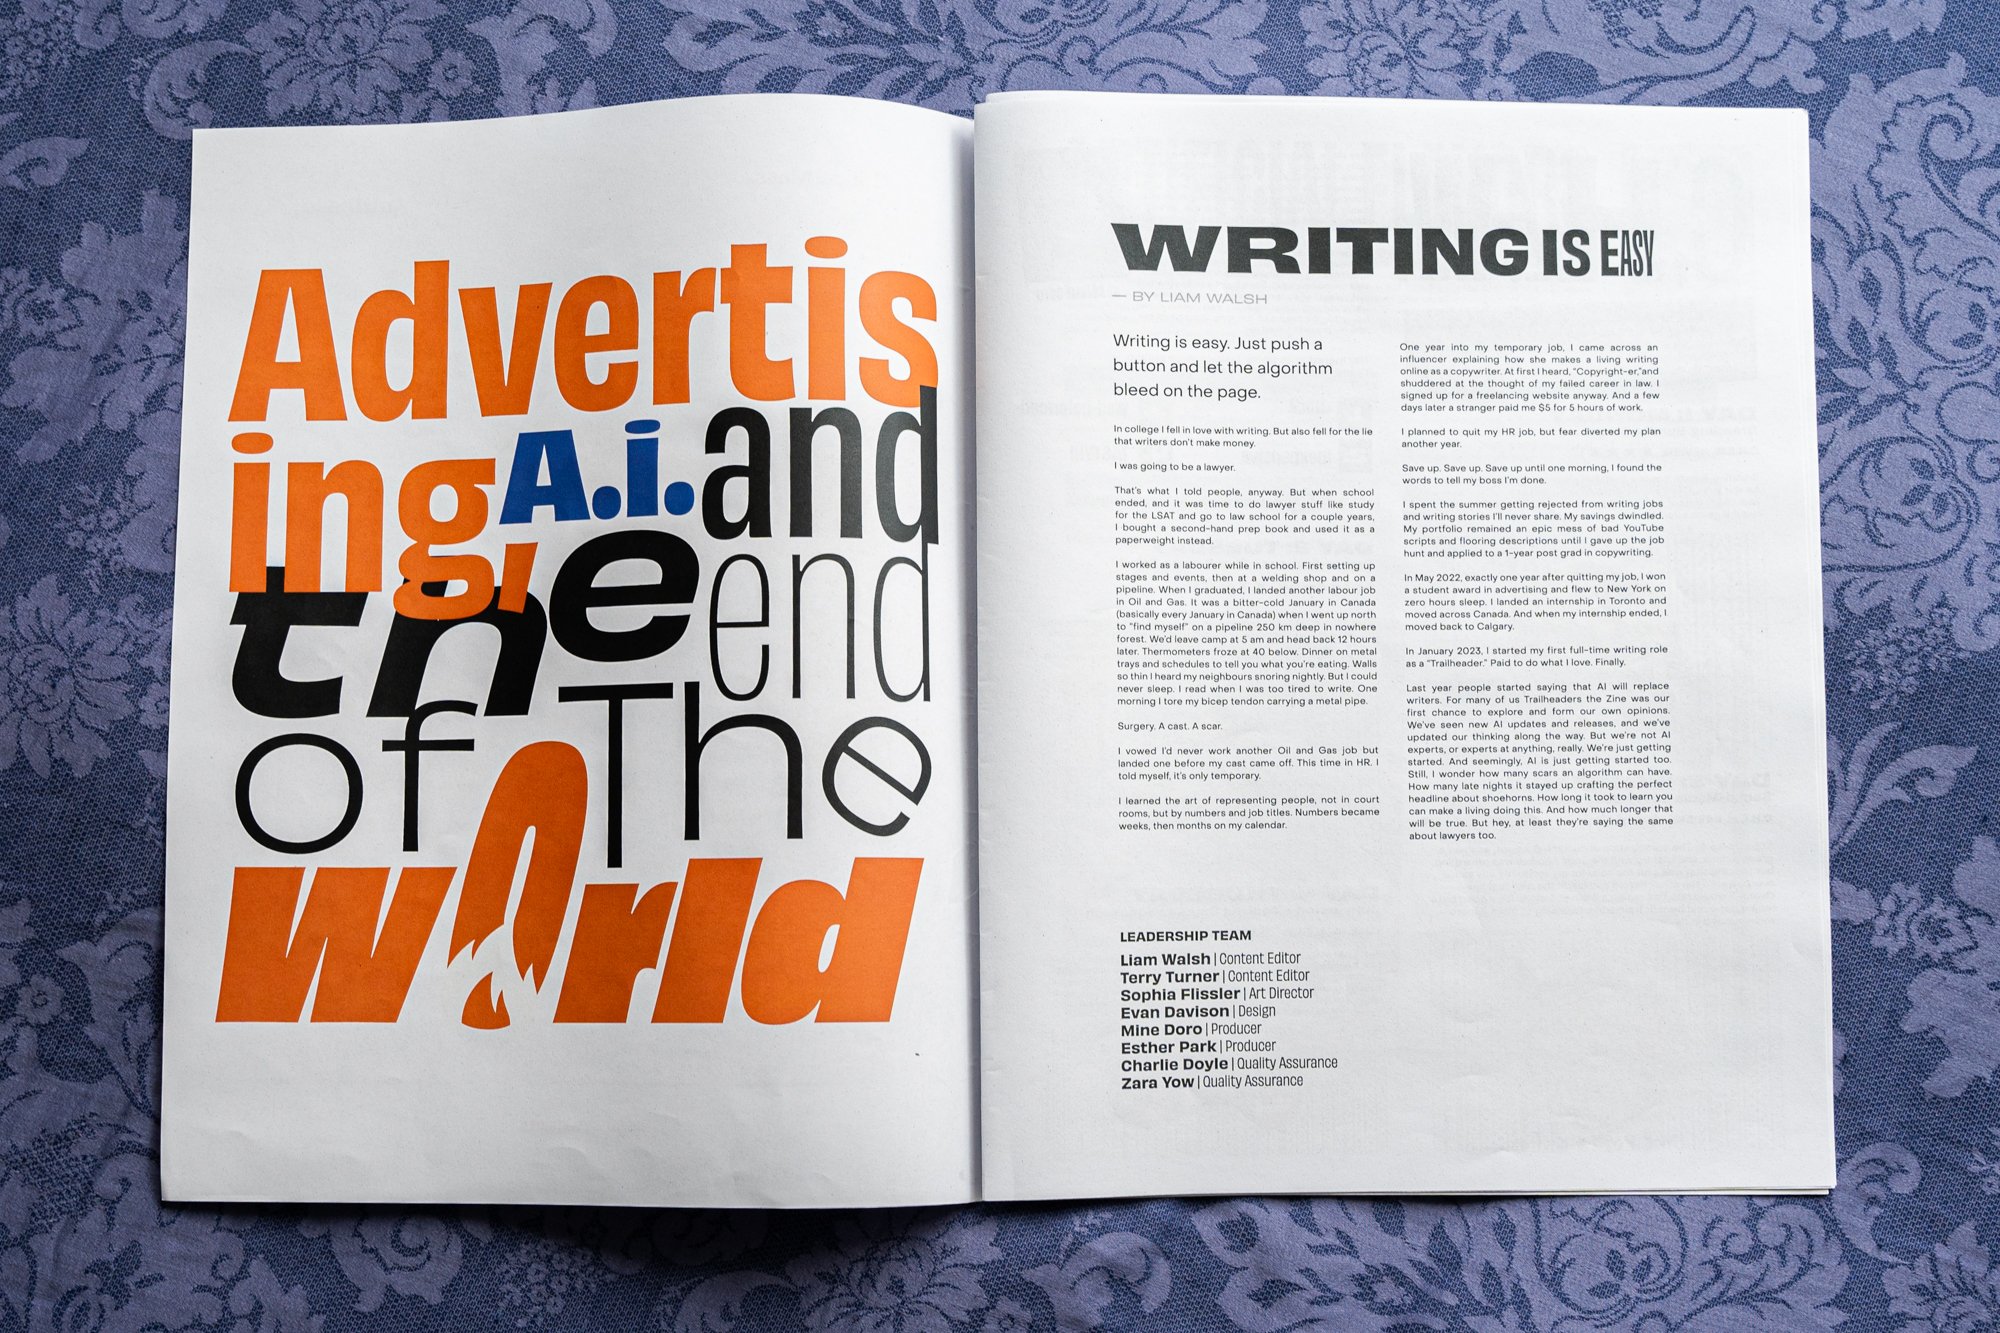 Advertis
ing, A.i. and
the end
of The
world
WRITING IS EASY
— BY LIAM WALSH
Writing is easy. Just push a
button and let the algorithm
bleed on the page.
In college I fell in love with writing. But also fell for the lie
that writers don't make money.
I was going to be a lawyer.
That's what I told people, anyway. But when school
ended, and it was time to do lawyer stuff like study
for the LSAT and go to law school for a couple years,
I bought a second-hand prep book and used it as a
paperweight instead.
I worked as a labourer while in school. First setting up
stages and events, then at a welding shop and on a
pipeline. When I graduated, I landed another labour job
in Oil and Gas. It was a bitter-cold January in Canada
(basically every January in Canada) when I went up north
to "find myself" on a pipeline 250 km deep in nowhere
forest. We'd leave camp at 5 am and head back 12 hours
later. Thermometers froze at 40 below. Dinner on metal
trays and schedules to tell you what you're eating. Walls
so thin I heard my neighbours snoring nightly. But I could
never sleep. I read when I was too tired to write. One
morning I tore my bicep tendon carrying a metal pipe.
Surgery. A cast. A scar.
I vowed I'd never work another Oil and Gas job but
landed one before my cast came off. This time in HR. I
told myself, it's only temporary.
I learned the art of representing people, not in court
rooms, but by numbers and job titles. Numbers became
weeks, then months on my calendar.
One year into my temporary job, I came across an
influencer explaining how she makes a living writing
online as a copywriter. At first I heard, "Copyright-er,"and
shuddered at the thought of my failed career in law. I
signed up for a freelancing website anyway. And a few
days later a stranger paid me $5 for 5 hours of work.
I planned to quit my HR job, but fear diverted my plan
another year.
Save up. Save up. Save up until one morning, I found the
words to tell my boss I'm done.
I spent the summer getting rejected from writing jobs
and writing stories I'll never share. My savings dwindled.
My portfolio remained an epic mess of bad YouTube
scripts and flooring descriptions until I gave up the job
hunt and applied to a 1-year post grad in copywriting.
In May 2022, exactly one year after quitting my job, I won
a student award in advertising and flew to New York on
zero hours sleep. I landed an internship in Toronto and
moved across Canada. And when my internship ended, I
moved back to Calgary.
In January 2023, I started my first full-time writing role
as a "Trailheader." Paid to do what I love. Finally.
Last year people started saying that AI will replace
writers. For many of us Trailheaders the Zine was our
first chance to explore and form our own opinions.
We've seen new AI updates and releases, and we've
updated our thinking along the way. But we're not AI
experts, or experts at anything, really. We're just getting
started. And seemingly, AI is just getting started too.
Still, I wonder how many scars an algorithm can have.
How many late nights it stayed up crafting the perfect
headline about shoehorns. How long it took to learn you
can make a living doing this. And how much longer that
will be true. But hey, at least they're saying the same
about lawyers too.
LEADERSHIP TEAM
Liam Walsh | Content Editor
Terry Turner | Content Editor
Sophia Flissler | Art Director
Evan Davison | Design
Mine Doro | Producer
Esther Park | Producer
Charlie Doyle | Quality Assurance
Zara Yow | Quality Assurance